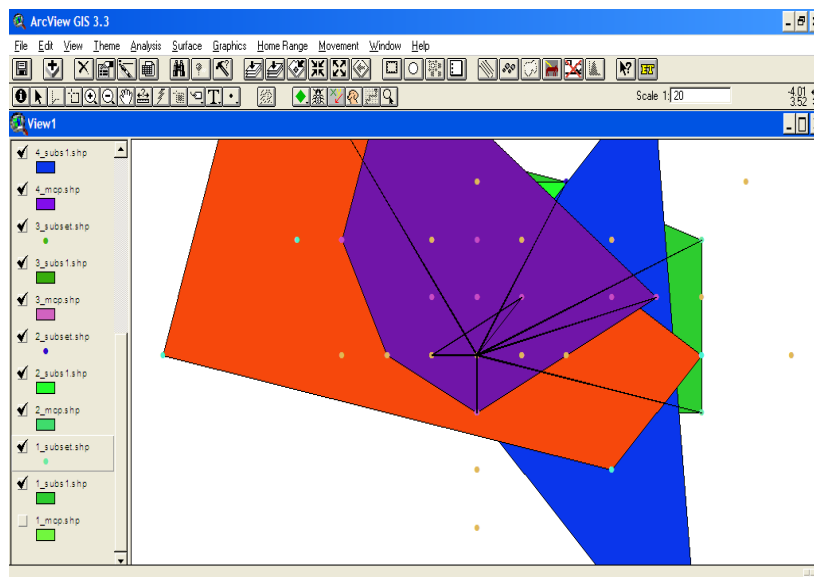 ArcView GIS 3.3
File Edit View Theme Analysis Surface Graphics Home Range Movement Window Help
Scale 1: 20
-4.01
3.52
View1
4_subs1.shp
4_mcp.shp
3_subset.shp
3_subs1.shp
3_mcp.shp
2_subset.shp
2_subs1.shp
2_mcp.shp
1_subset.shp
1_subs1.shp
1_mcp.shp